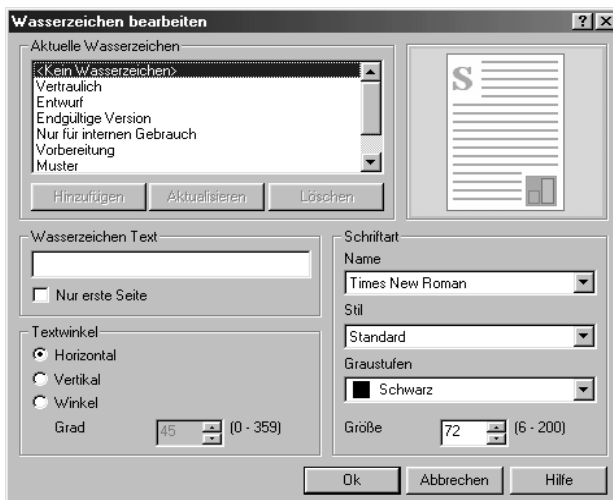 Wasserzeichen bearbeiten
Aktuelle Wasserzeichen
<Kein Wasserzeichen>
Vertraulich
Entwurf
Endgültige Version
Nur für internen Gebrauch
Vorbereitung
Muster
Hinzufügen Aktualisieren Löschen
S
Wasserzeichen Text
Nur erste Seite
Textwinkel
Horizontal
Vertikal
Winkel
Grad 45 (0 - 359)
Schriftart
Name
Times New Roman
Stil
Standard
Graustufen
Schwarz
Größe 72 (6 - 200)
Ok Abbrechen Hilfe